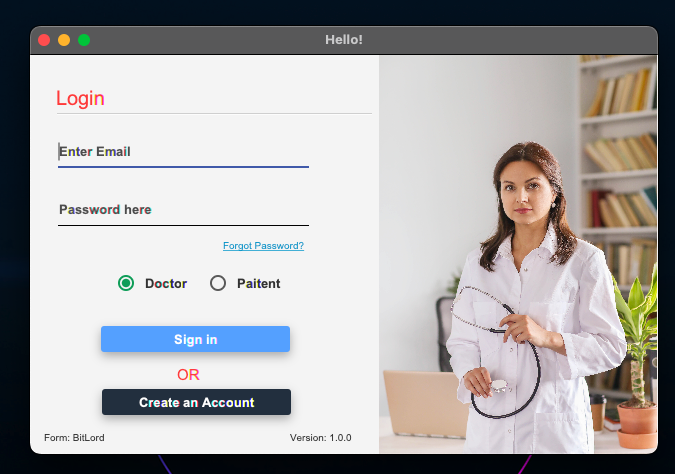 Hello!
Login
Enter Email
Password here
Forgot Password?
Doctor Paitent
Sign in
OR
Create an Account
Form: BitLord Version: 1.0.0